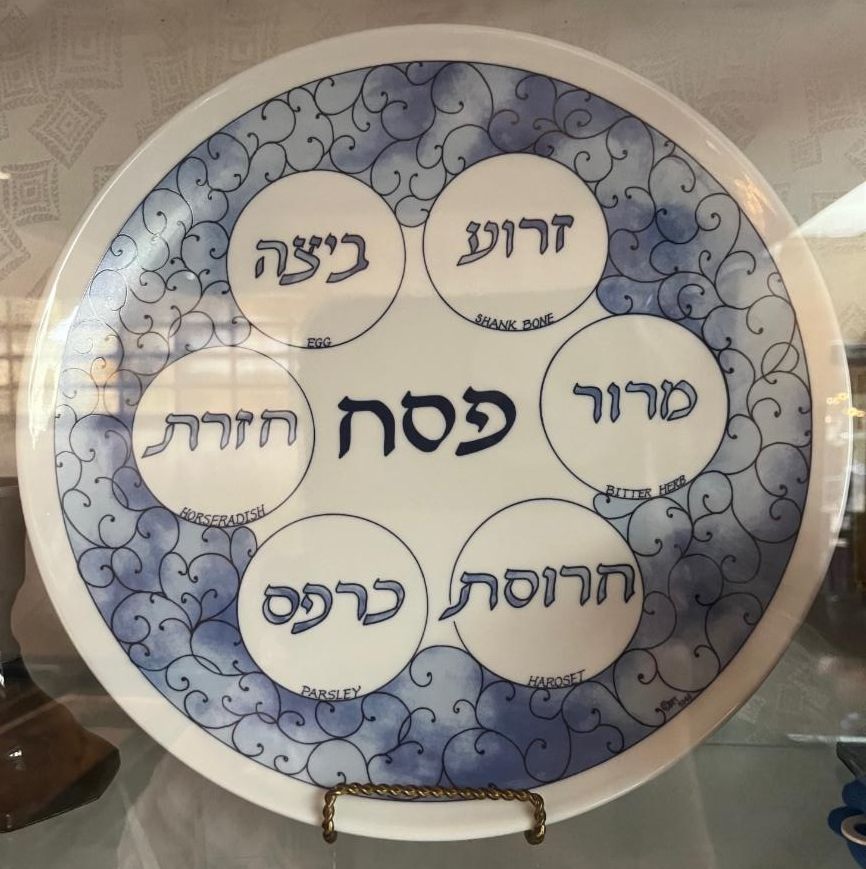 זרוע
SHANK BONE
ביצה
EGG
מרור
BITTER HERB
פסח
חזרת
HORSERADISH
חרוסת
HAROSET
כרפס
PARSLEY